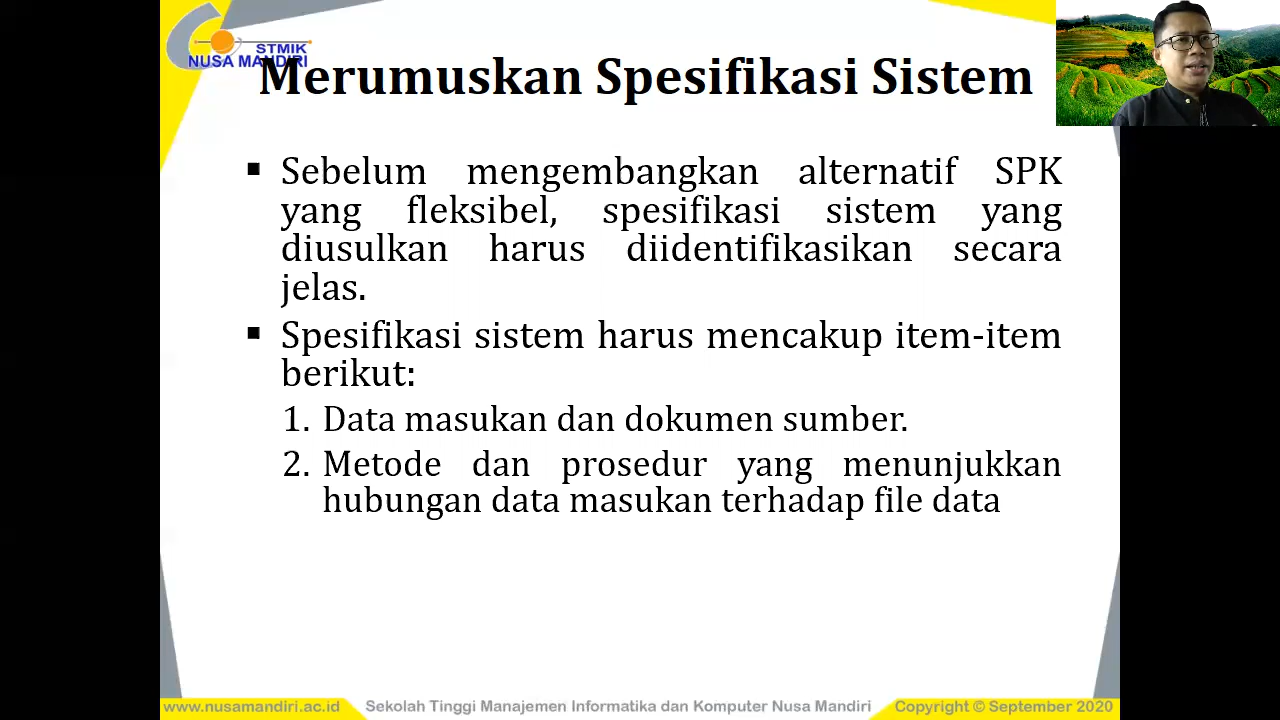 STMIK
NUSA MANDIRI
Merumuskan Spesifikasi Sistem
▪ Sebelum mengembangkan alternatif SPK
yang fleksibel, spesifikasi sistem yang
diusulkan harus diidentifikasikan secara
jelas.
▪ Spesifikasi sistem harus mencakup item-item
berikut:
1. Data masukan dan dokumen sumber.
2. Metode dan prosedur yang menunjukkan
hubungan data masukan terhadap file data
www.nusamandiri.ac.id Sekolah Tinggi Manajemen Informatika dan Komputer Nusa Mandiri Copyright © September 2020